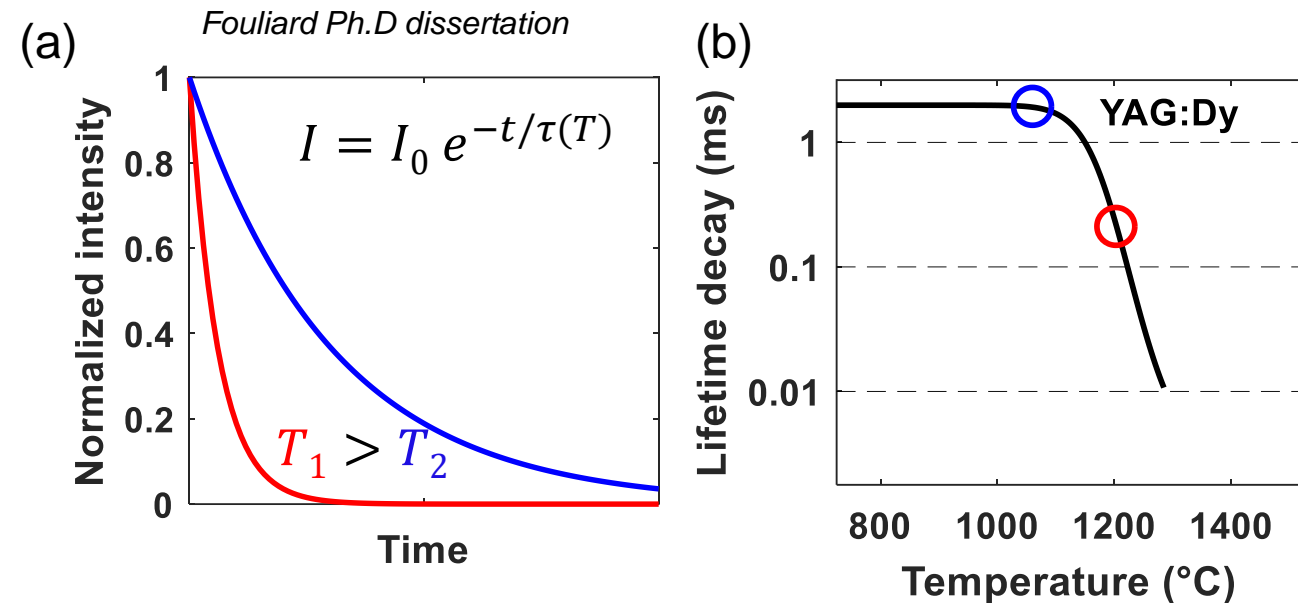 Fouliard Ph.D dissertation
(a)
Normalized intensity
1
0.8
0.6
0.4
0.2
0
I = I₀ e^{-t/τ(T)}
T₁ > T₂
Time
(b)
Lifetime decay (ms)
1
0.1
0.01
YAG:Dy
800 1000 1200 1400
Temperature (°C)